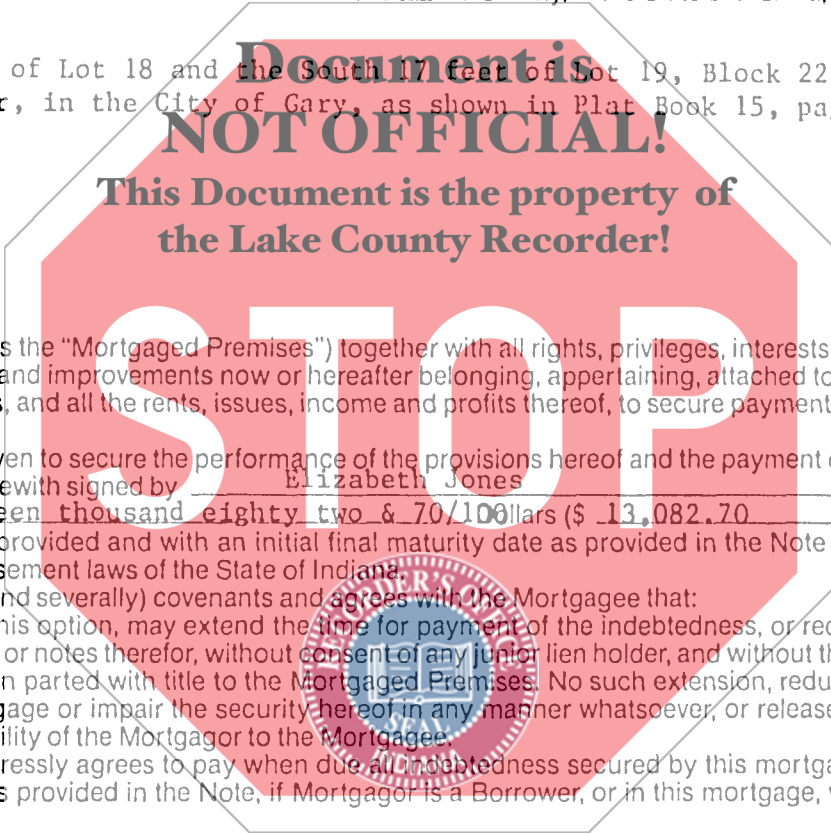 of Lot 18 and the South 17 feet of Lot 19, Block 22
, in the City of Gary, as shown in Plat Book 15, pa
Document is
NOT OFFICIAL!
This Document is the property of
the Lake County Recorder!
STOP
s the “Mortgaged Premises”) together with all rights, privileges, interests
and improvements now or hereafter belonging, appertaining, attached to
, and all the rents, issues, income and profits thereof, to secure payment
en to secure the performance of the provisions hereof and the payment
ewith signed by Elizabeth Jones
een thousand eighty two & 70/100 Dollars ($ 13,082.70
provided and with an initial final maturity date as provided in the Note
sement laws of the State of Indiana.
nd severally) covenants and agrees with the Mortgagee that:
his option, may extend the time for payment of the indebtedness, or red
or notes therefor, without consent of any junior lien holder, and without th
n parted with title to the Mortgaged Premises. No such extension, redu
gage or impair the security hereof in any manner whatsoever, or release
ility of the Mortgagor to the Mortgagee.
ressly agrees to pay when due all indebtedness secured by this mortga
s provided in the Note, if Mortgagor is a Borrower, or in this mortgage,
RECORDER'S OFFICE
SEAL
INDIANA